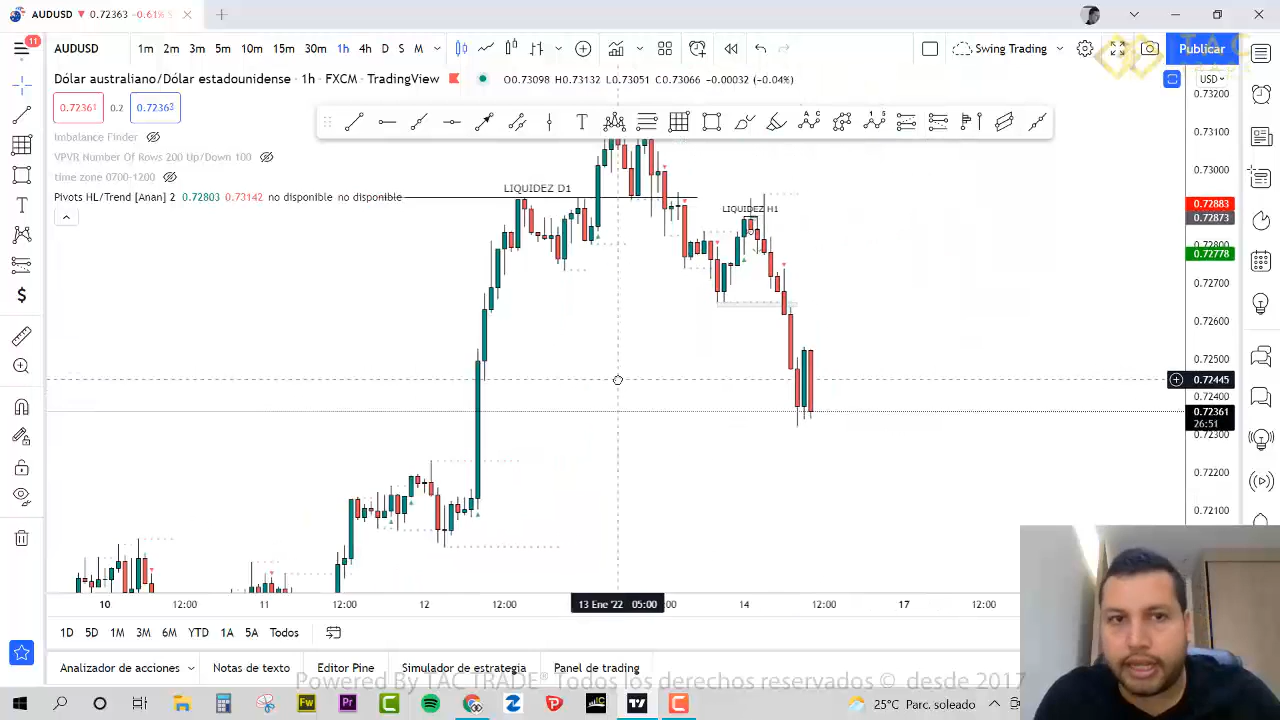 AUDUSD ▼ 0.72363 −0.61% S
11
AUDUSD 1m 2m 3m 5m 10m 15m 30m 1h 4h D S M Swing Trading Publicar
Dólar australiano/Dólar estadounidense · 1h · FXCM · TradingView O0.73098 H0.73132 L0.73051 C0.73066 −0.00032 (−0.04%)
USD
0.72361 0.2 0.72363
Imbalance Finder
VPVR Number Of Rows 200 Up/Down 100
time zone 0700-1200
Pivots HL/Trend [Anan] 2 0.72803 0.73142 no disponible no disponible
LIQUIDEZ D1
LIQUIDEZ H1
0.73200
0.73100
0.73000
0.72883
0.72873
0.72800
0.72778
0.72700
0.72600
0.72500
0.72445
0.72400
0.72361
26:51
0.72300
0.72200
0.72100
10 12:00 11 12:00 12 12:00 13 Ene '22 05:00 :00 14 12:00 17 12:00
1D 5D 1M 3M 6M YTD 1A 5A Todos
Analizador de acciones Notas de texto Editor Pine Simulador de estrategia Panel de trading
Powered By TAC TRADE® Todos los derechos reservados © desde 2017
25°C Parc. soleado